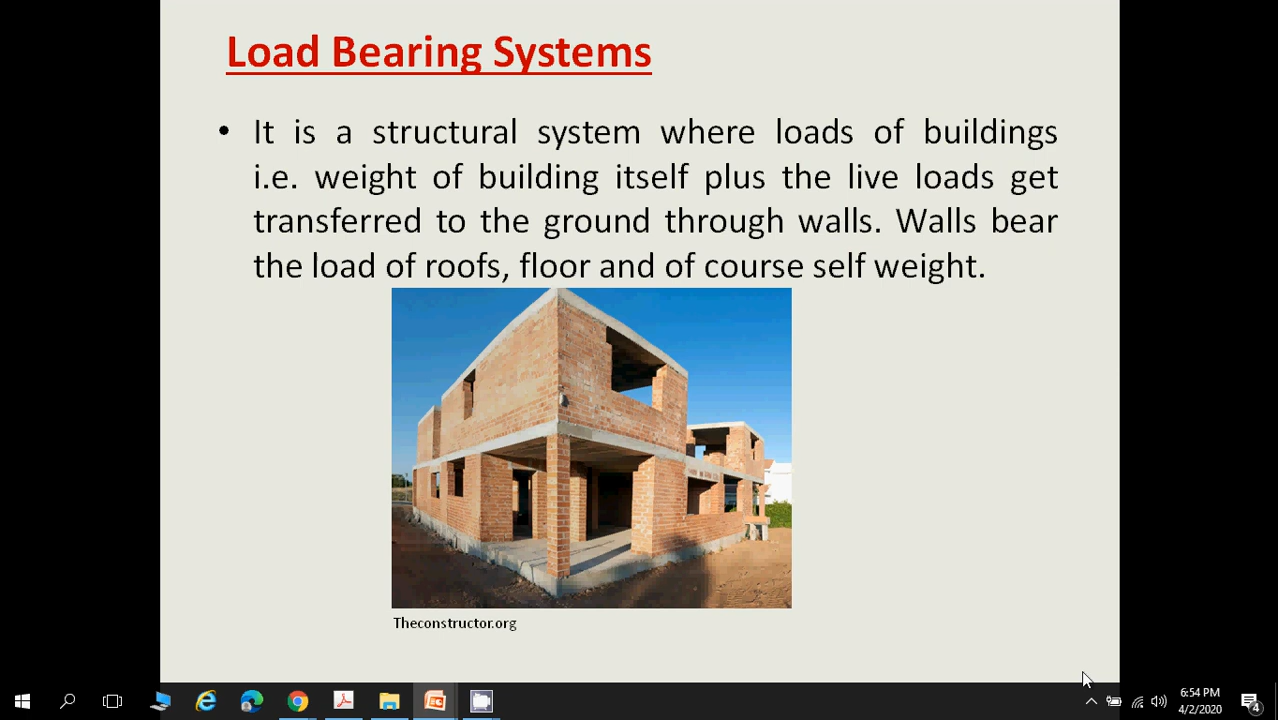 Load Bearing Systems
• It is a structural system where loads of buildings
i.e. weight of building itself plus the live loads get
transferred to the ground through walls. Walls bear
the load of roofs, floor and of course self weight.
Theconstructor.org
6:54 PM
4/2/2020
4